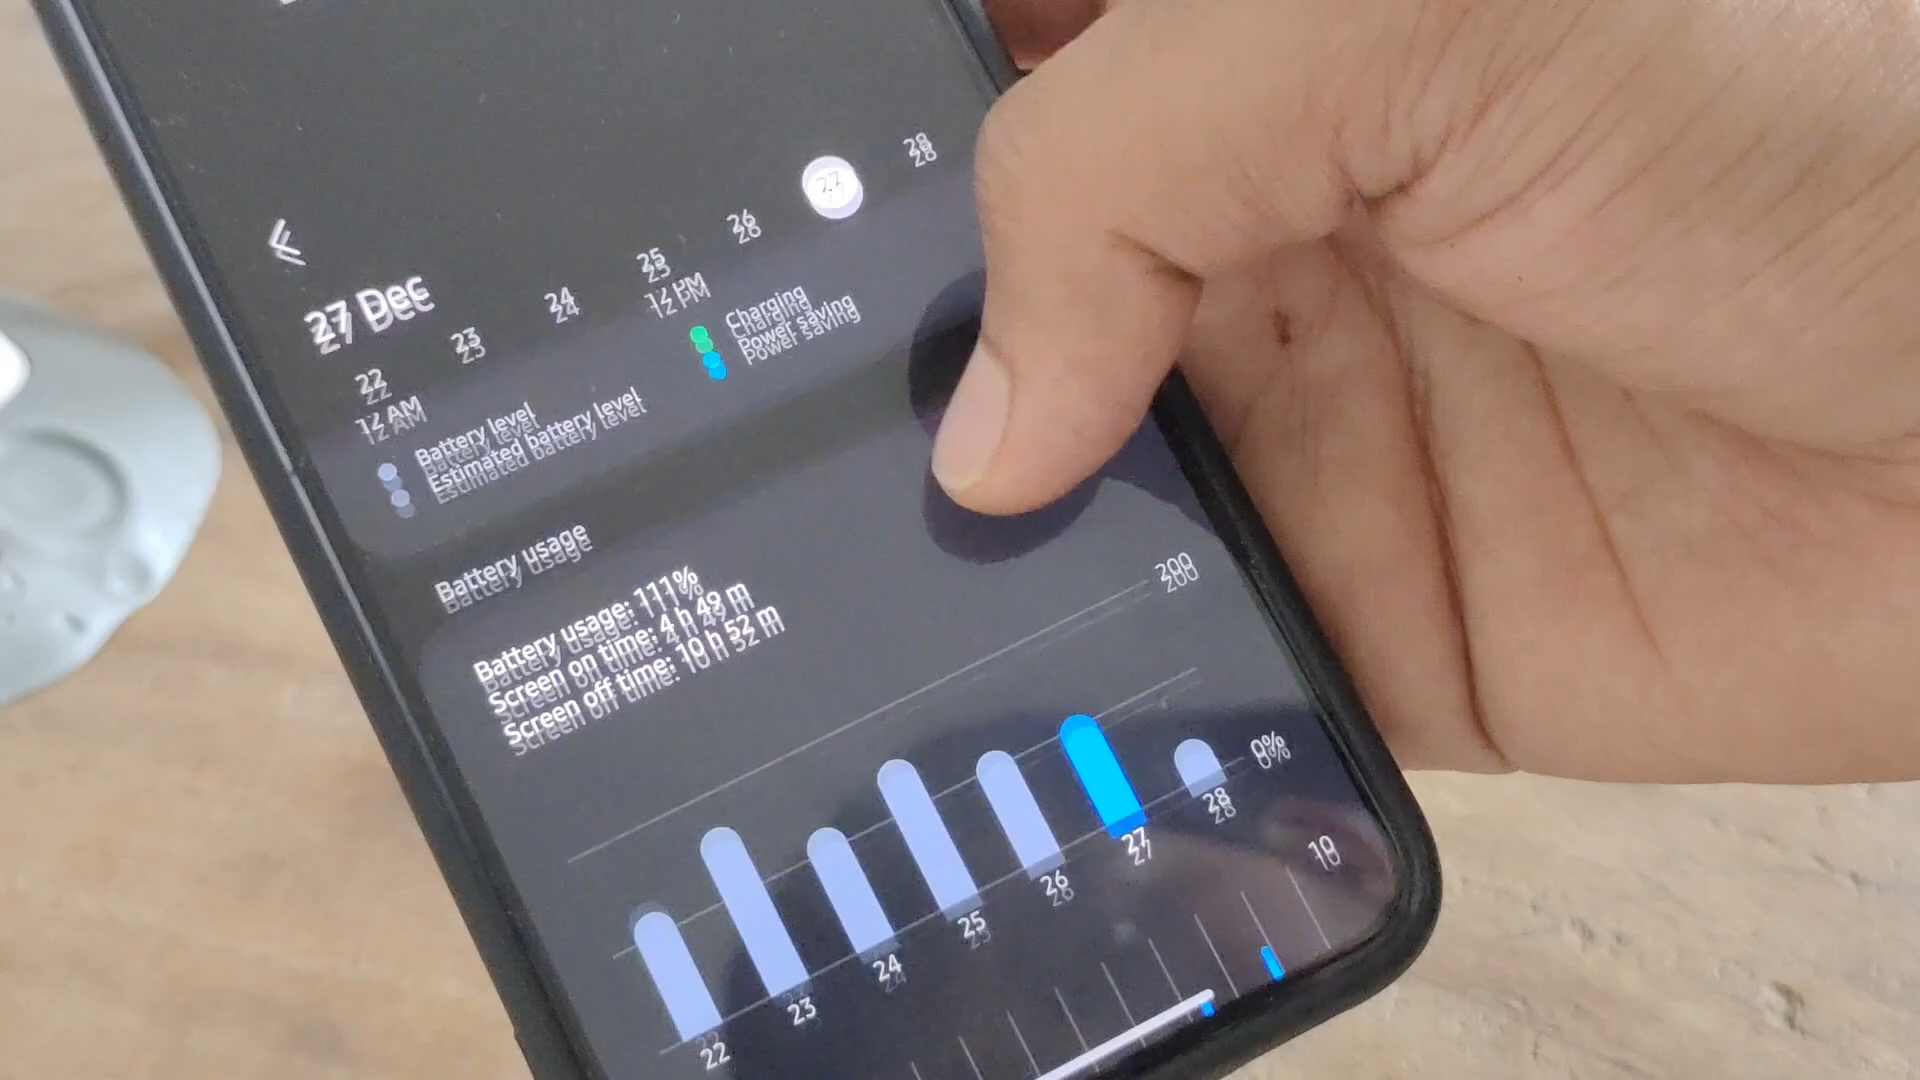 27 Dec
22 23 24 25 26 27 28
12 AM 12 PM
Battery level
Estimated battery level
Charging
Power saving
Battery usage
Battery usage: 111%
Screen on time: 4 h 49 m
Screen off time: 10 h 52 m
200
0%
22 23 24 25 26 27 28
10